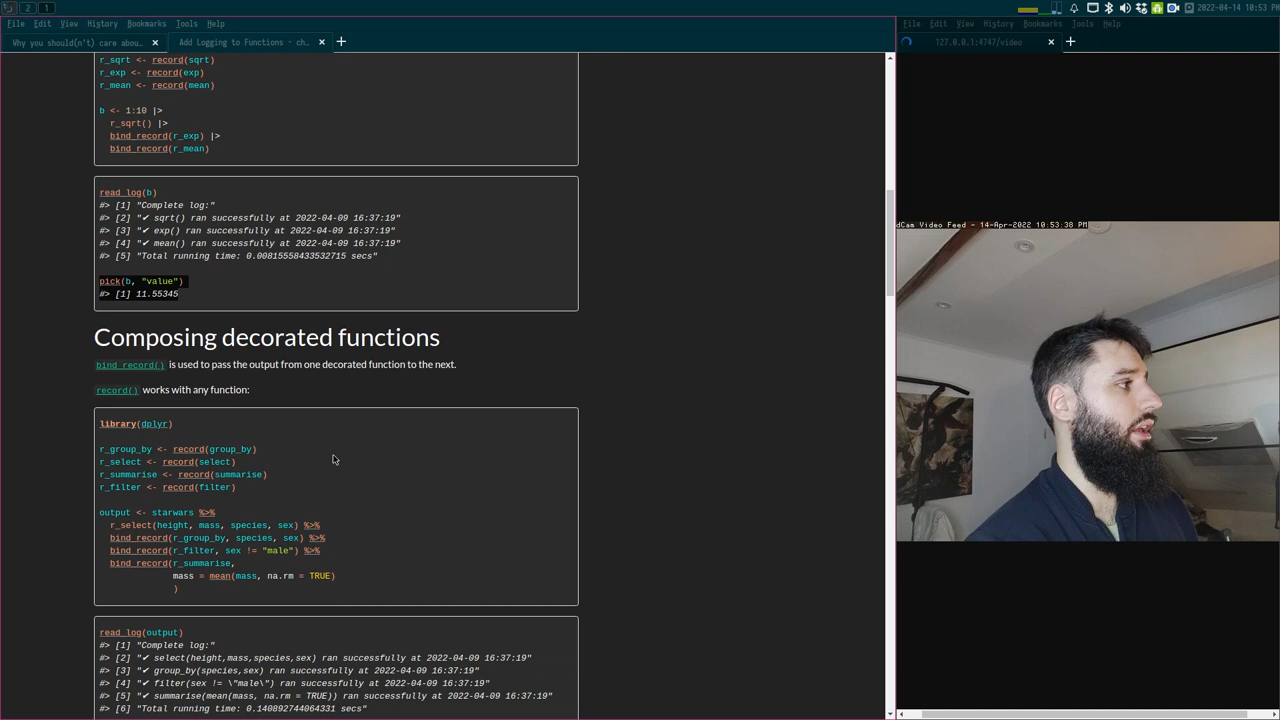 2 1 2022-04-14 10:53 PM
File Edit View History Bookmarks Tools Help
Why you should(n't) care abou… × Add Logging to Functions · ch… × +
r_sqrt <- record(sqrt)
r_exp <- record(exp)
r_mean <- record(mean)
b <- 1:10 |>
r_sqrt() |>
bind_record(r_exp) |>
bind_record(r_mean)
read_log(b)
#> [1] "Complete log:"
#> [2] "✔ sqrt() ran successfully at 2022-04-09 16:37:19"
#> [3] "✔ exp() ran successfully at 2022-04-09 16:37:19"
#> [4] "✔ mean() ran successfully at 2022-04-09 16:37:19"
#> [5] "Total running time: 0.00815558433532715 secs"
pick(b, "value")
#> [1] 11.55345
Composing decorated functions
bind_record() is used to pass the output from one decorated function to the next.
record() works with any function:
library(dplyr)
r_group_by <- record(group_by)
r_select <- record(select)
r_summarise <- record(summarise)
r_filter <- record(filter)
output <- starwars %>%
r_select(height, mass, species, sex) %>%
bind_record(r_group_by, species, sex) %>%
bind_record(r_filter, sex != "male") %>%
bind_record(r_summarise,
mass = mean(mass, na.rm = TRUE)
)
read_log(output)
#> [1] "Complete log:"
#> [2] "✔ select(height,mass,species,sex) ran successfully at 2022-04-09 16:37:19"
#> [3] "✔ group_by(species,sex) ran successfully at 2022-04-09 16:37:19"
#> [4] "✔ filter(sex != \"male\") ran successfully at 2022-04-09 16:37:19"
#> [5] "✔ summarise(mean(mass, na.rm = TRUE)) ran successfully at 2022-04-09 16:37:19"
#> [6] "Total running time: 0.140892744064331 secs"
File Edit View History Bookmarks Tools Help
127.0.0.1:4747/video × +
dCam Video Feed - 14-Apr-2022 10:53:38 PM